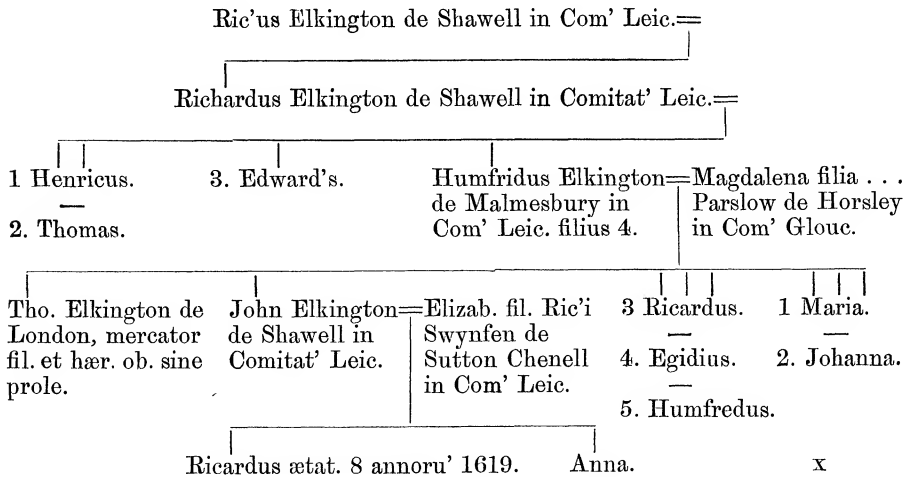 Ric'us Elkington de Shawell in Com' Leic.=
Richardus Elkington de Shawell in Comitat' Leic.=
1 Henricus.
2. Thomas.
3. Edward's.
Humfridus Elkington=Magdalena filia . . .
de Malmesbury in Parslow de Horsley
Com' Leic. filius 4. in Com' Glouc.
Tho. Elkington de
London, mercator
fil. et hær. ob. sine
prole.
John Elkington=Elizab. fil. Ric'i
de Shawell in Swynfen de
Comitat' Leic. Sutton Chenell
in Com' Leic.
3 Ricardus.
4. Egidius.
5. Humfredus.
1 Maria.
2. Johanna.
Ricardus ætat. 8 annoru' 1619. Anna. x